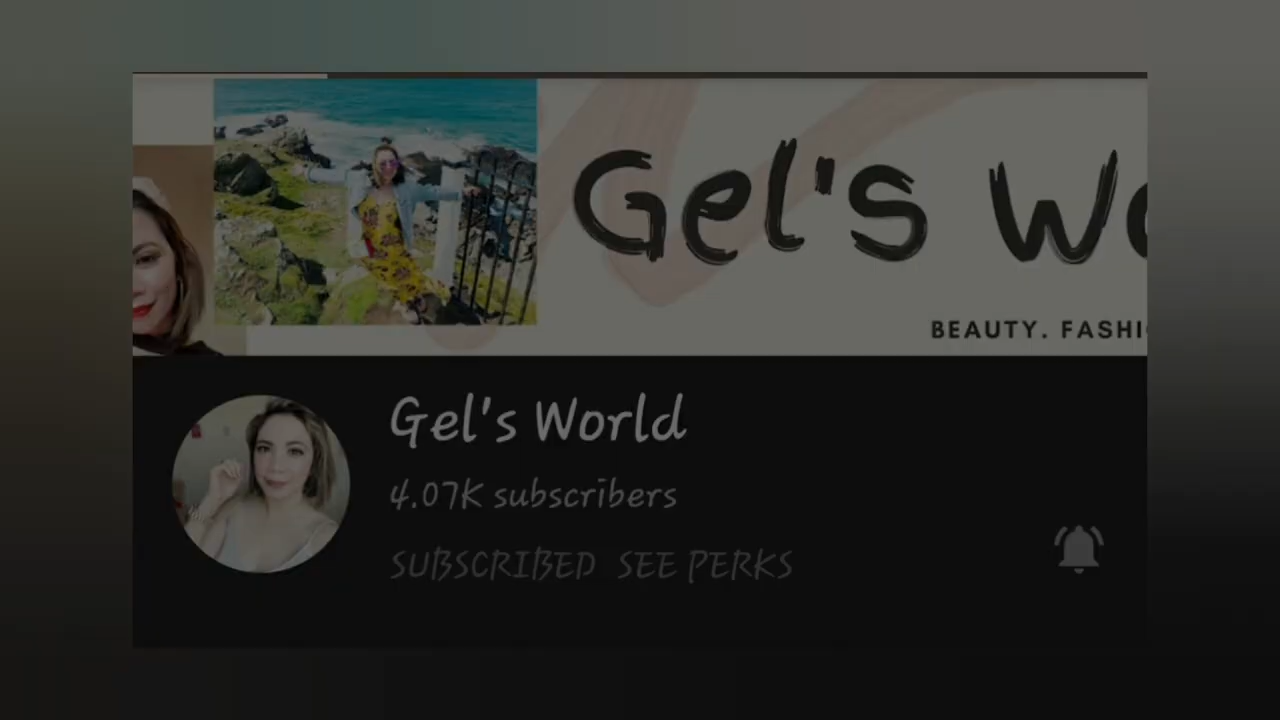 Gel's Wo
BEAUTY. FASHI
Gel's World
4.07K subscribers
SUBSCRIBED SEE PERKS